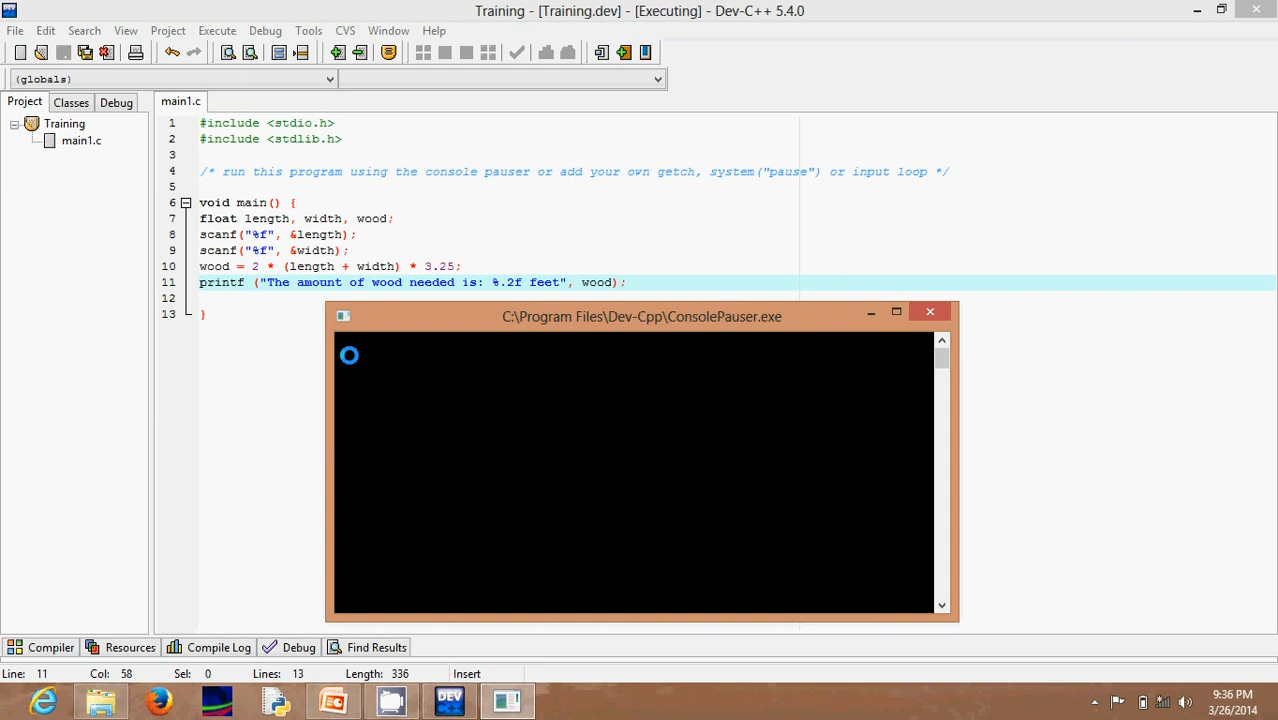 Training - [Training.dev] - [Executing] - Dev-C++ 5.4.0
File Edit Search View Project Execute Debug Tools CVS Window Help
(globals)
Project Classes Debug
main1.c
Training
main1.c
1 #include <stdio.h>
2 #include <stdlib.h>
3
4 /* run this program using the console pauser or add your own getch, system("pause") or input loop */
5
6 void main() {
7 float length, width, wood;
8 scanf("%f", &length);
9 scanf("%f", &width);
10 wood = 2 * (length + width) * 3.25;
11 printf ("The amount of wood needed is: %.2f feet", wood);
12
13 }
C:\Program Files\Dev-Cpp\ConsolePauser.exe
Compiler Resources Compile Log Debug Find Results
Line: 11 Col: 58 Sel: 0 Lines: 13 Length: 336 Insert
DEV
9:36 PM
3/26/2014